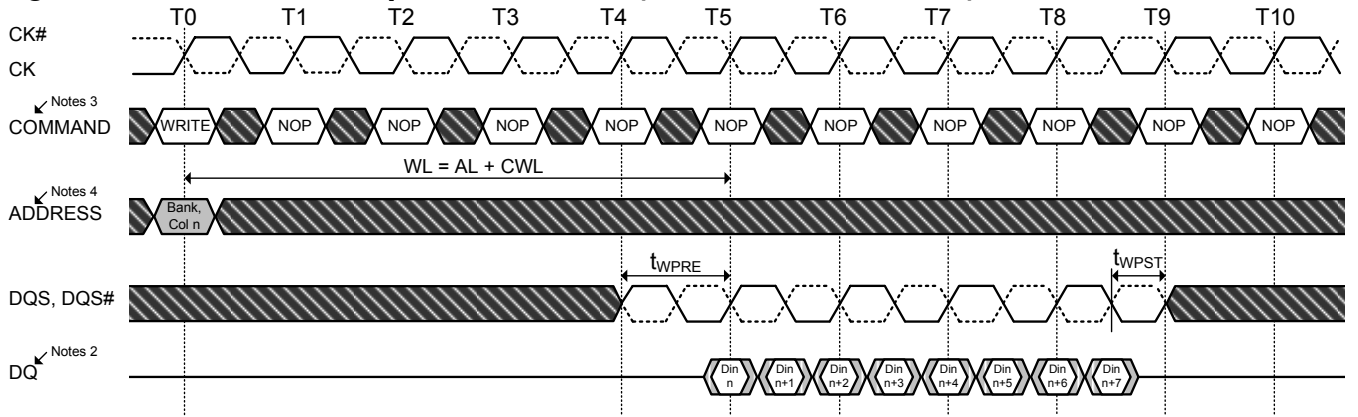 T0 T1 T2 T3 T4 T5 T6 T7 T8 T9 T10
CK#
CK
Notes 3
COMMAND WRITE NOP NOP NOP NOP NOP NOP NOP NOP NOP NOP
WL = AL + CWL
Notes 4
ADDRESS
Bank,
Col n
tWPRE
tWPST
DQS, DQS#
Notes 2
DQ
Din Din Din Din Din Din Din Din
n n+1 n+2 n+3 n+4 n+5 n+6 n+7